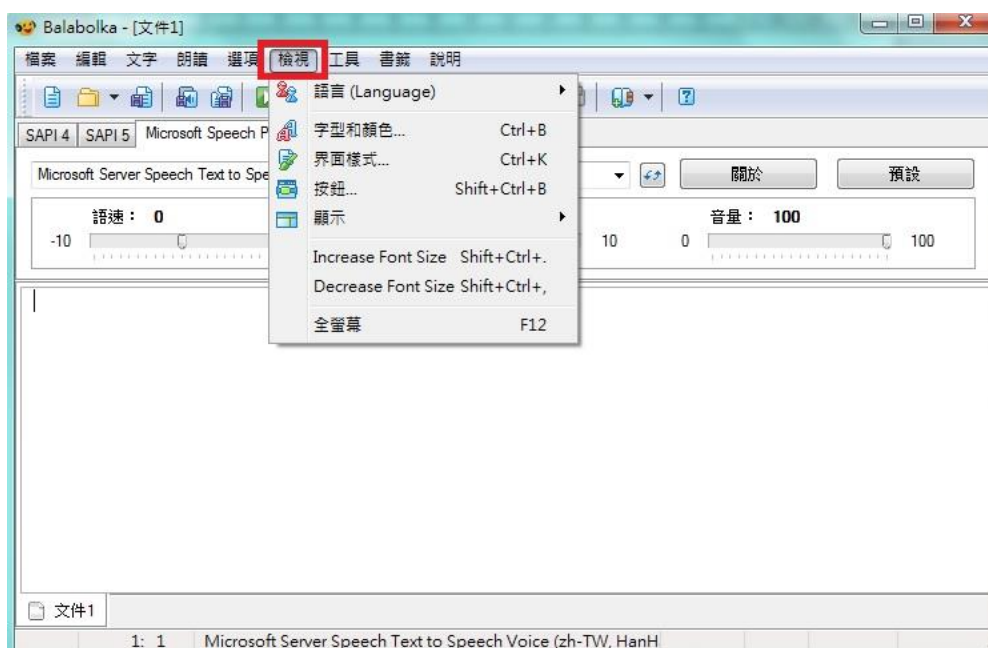 Balabolka - [文件1]
檔案 編輯 文字 朗讀 選項 檢視 工具 書籤 說明
語言 (Language)
字型和顏色... Ctrl+B
界面樣式... Ctrl+K
按鈕... Shift+Ctrl+B
顯示
Increase Font Size Shift+Ctrl+.
Decrease Font Size Shift+Ctrl+,
全螢幕 F12
SAPI 4 SAPI 5 Microsoft Speech P
Microsoft Server Speech Text to Spe 關於 預設
語速： 0 音量： 100
-10 10 0 100
文件1
1: 1 Microsoft Server Speech Text to Speech Voice (zh-TW, HanH